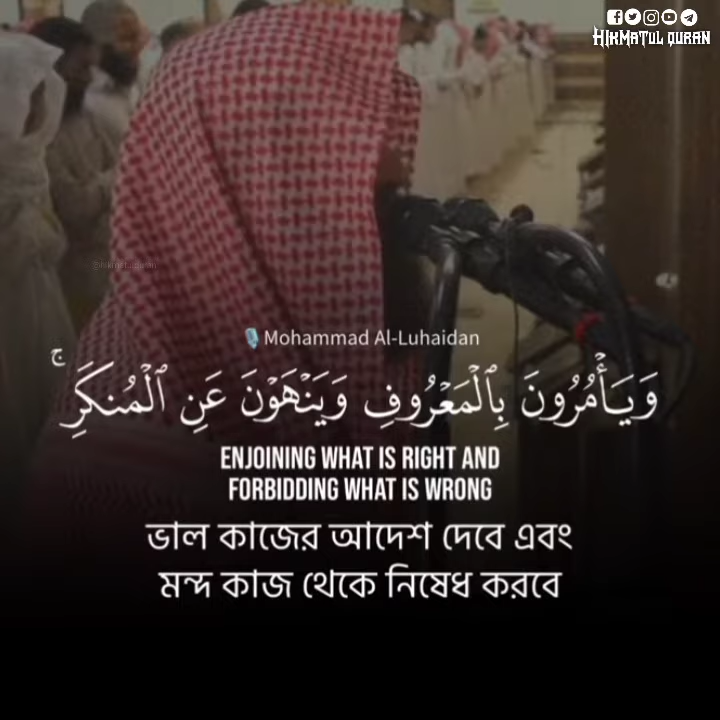 HIKMATUL QURAN
@hikmatulquran
Mohammad Al-Luhaidan
وَيَأْمُرُونَ بِٱلْمَعْرُوفِ وَيَنْهَوْنَ عَنِ ٱلْمُنكَرِ ۚ
ENJOINING WHAT IS RIGHT AND
FORBIDDING WHAT IS WRONG
ভাল কাজের আদেশ দেবে এবং
মন্দ কাজ থেকে নিষেধ করবে